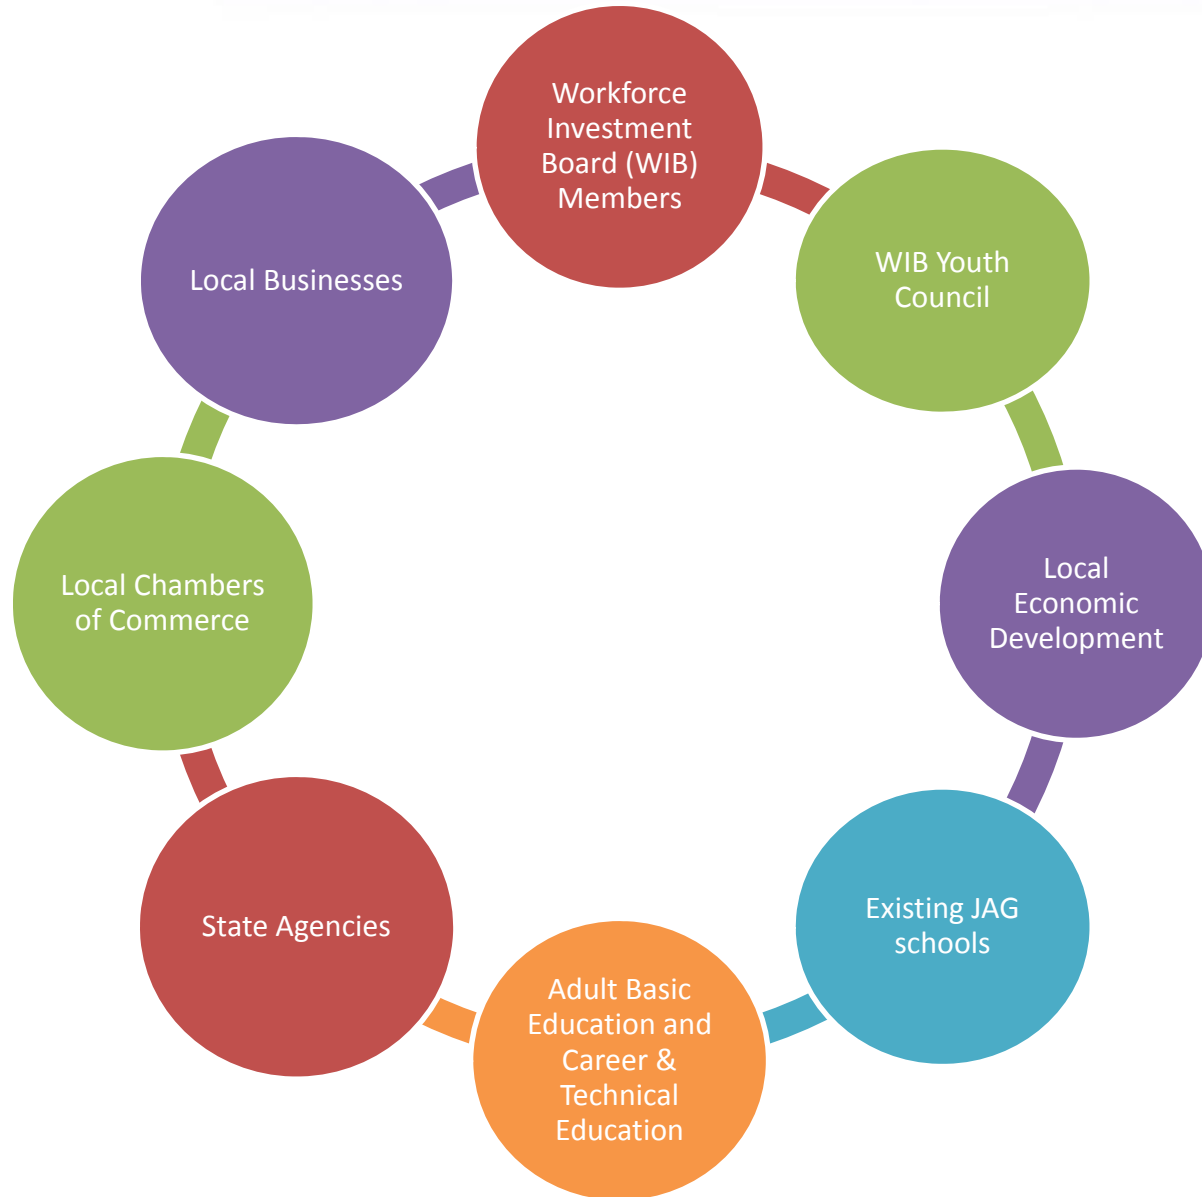 Workforce
Investment
Board (WIB)
Members
WIB Youth
Council
Local
Economic
Development
Existing JAG
schools
Adult Basic
Education and
Career &
Technical
Education
State Agencies
Local Chambers
of Commerce
Local Businesses